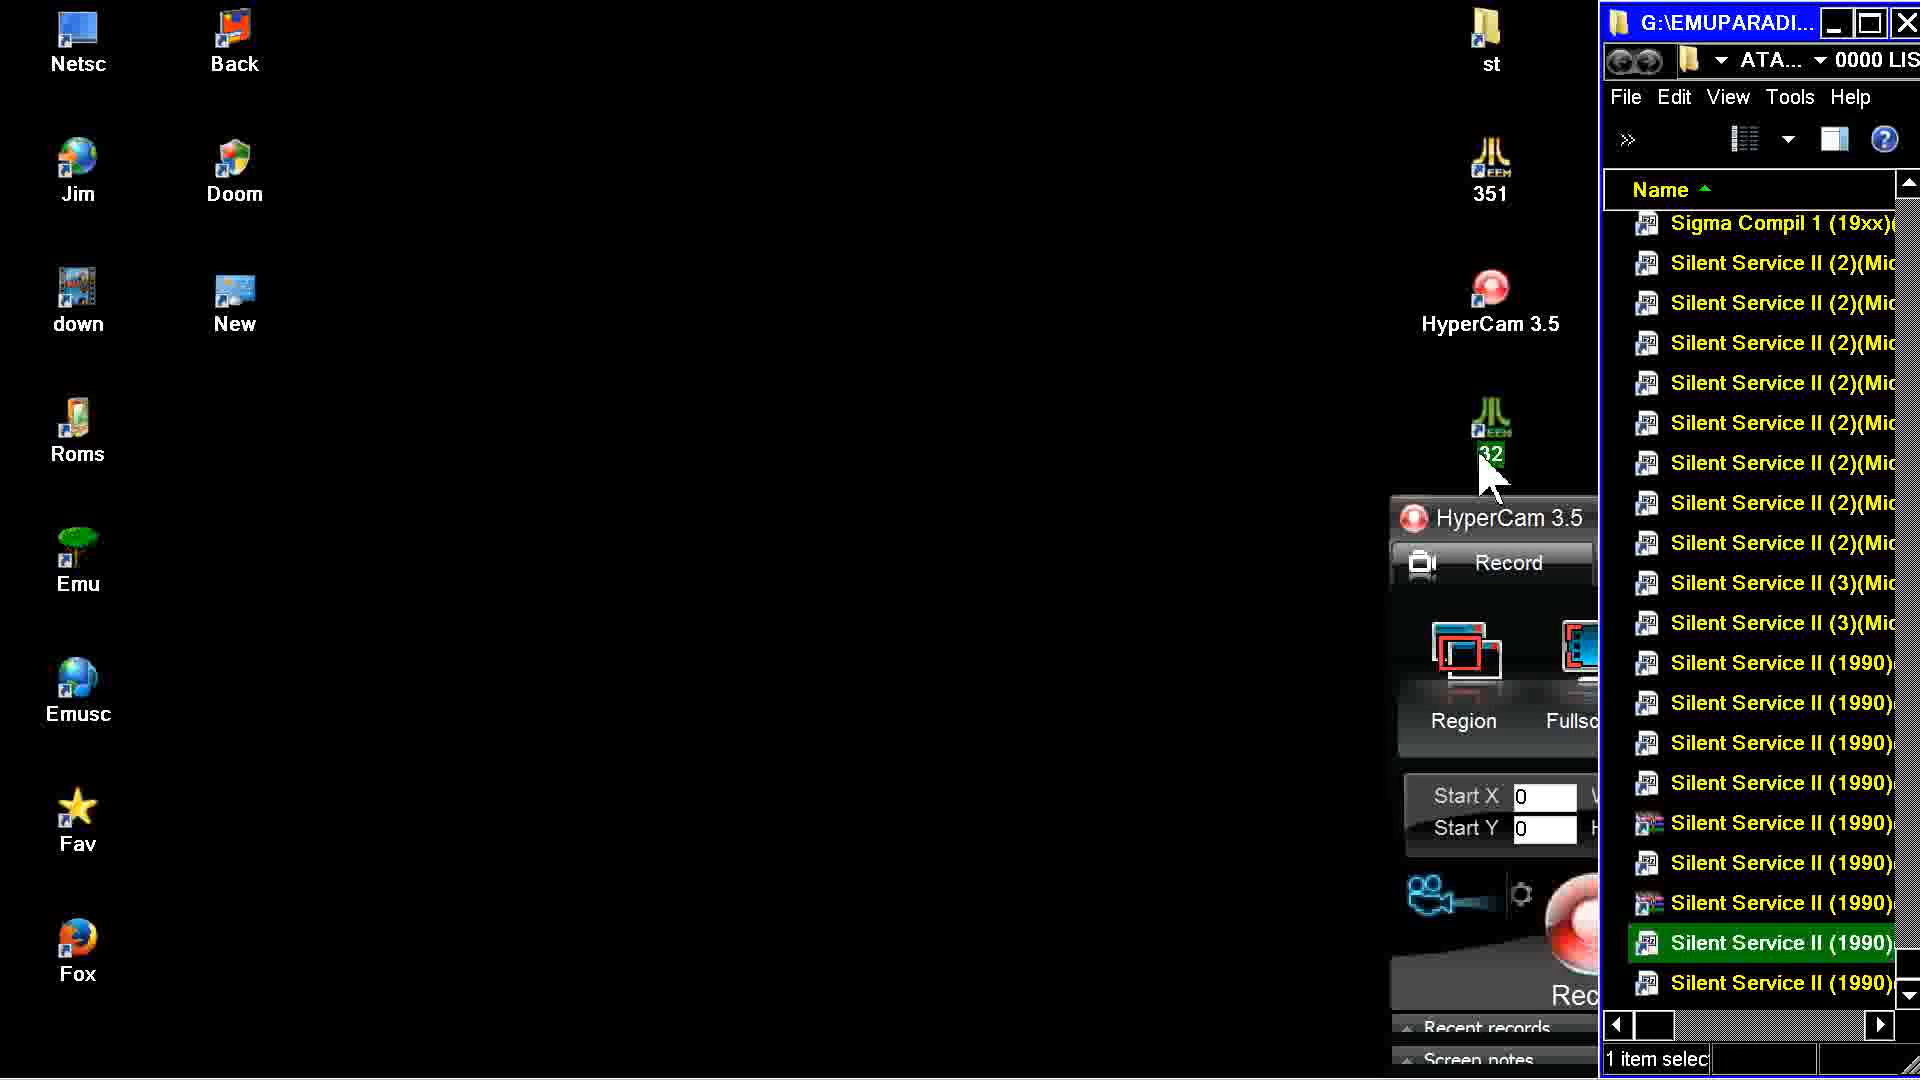 Netsc
Back
Jim
Doom
down
New
Roms
Emu
Emusc
Fav
Fox
st
351
HyperCam 3.5
32
HyperCam 3.5
Record
Region
Fullsc
Start X 0
Start Y 0
Rec
Recent records
Screen notes
G:\EMUPARADI...
ATA... 0000 LIS
File Edit View Tools Help
Name
Sigma Compil 1 (19xx)(
Silent Service II (2)(Mic
Silent Service II (2)(Mic
Silent Service II (2)(Mic
Silent Service II (2)(Mic
Silent Service II (2)(Mic
Silent Service II (2)(Mic
Silent Service II (2)(Mic
Silent Service II (2)(Mic
Silent Service II (3)(Mic
Silent Service II (3)(Mic
Silent Service II (1990)
Silent Service II (1990)
Silent Service II (1990)
Silent Service II (1990)
Silent Service II (1990)
Silent Service II (1990)
Silent Service II (1990)
Silent Service II (1990)
Silent Service II (1990)
1 item selec